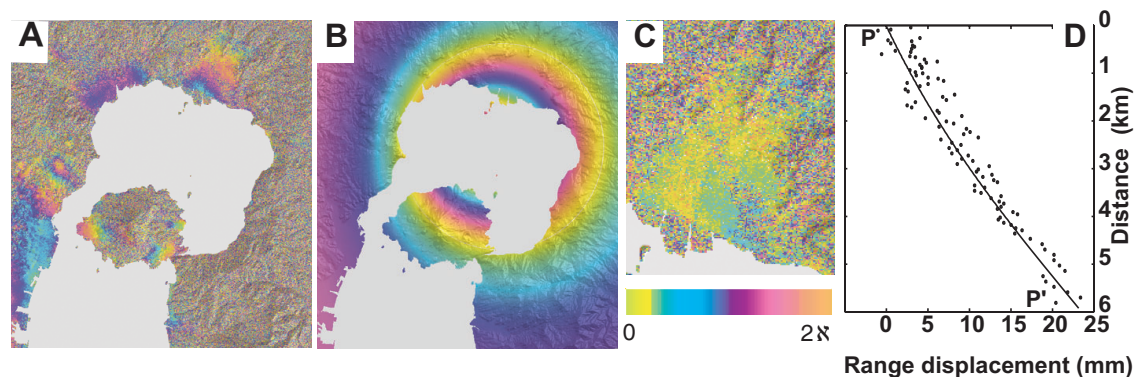 A B C D
P
P'
0 2א
0
1
2
3
4
5
6
Distance (km)
0 5 10 15 20 25
Range displacement (mm)